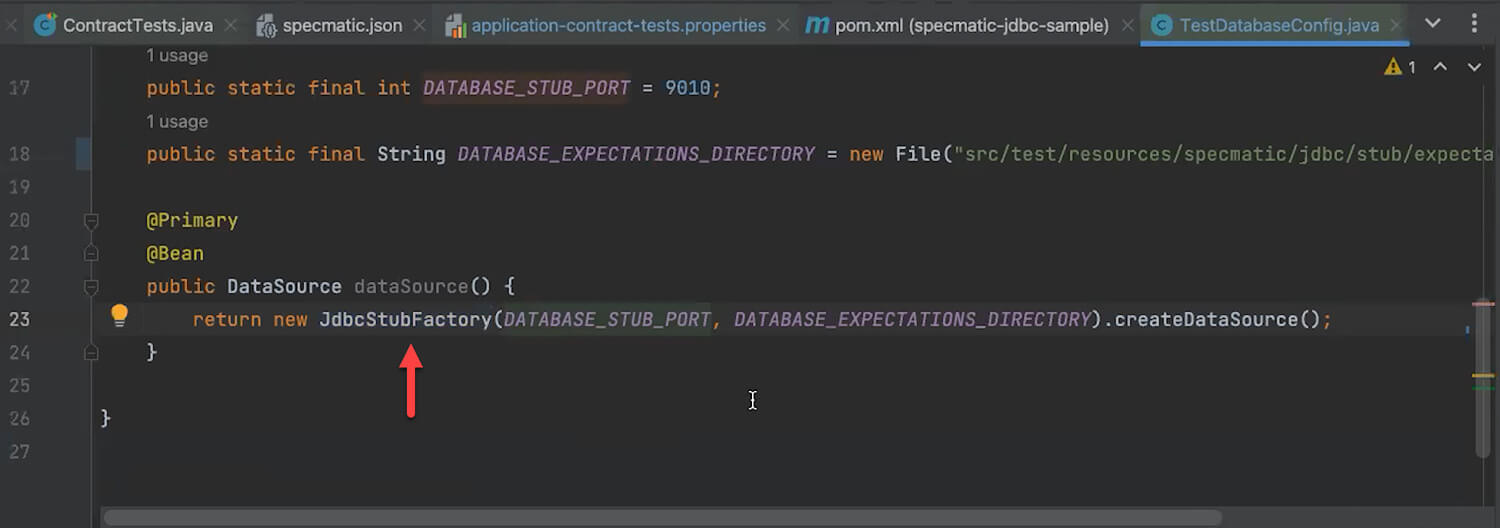 ContractTests.java specmatic.json application-contract-tests.properties pom.xml (specmatic-jdbc-sample) TestDatabaseConfig.java
1 usage
1
17 public static final int DATABASE_STUB_PORT = 9010;
1 usage
18 public static final String DATABASE_EXPECTATIONS_DIRECTORY = new File("src/test/resources/specmatic/jdbc/stub/expecta
19
20 @Primary
21 @Bean
22 public DataSource dataSource() {
23 return new JdbcStubFactory(DATABASE_STUB_PORT, DATABASE_EXPECTATIONS_DIRECTORY).createDataSource();
24 }
25
26 }
27